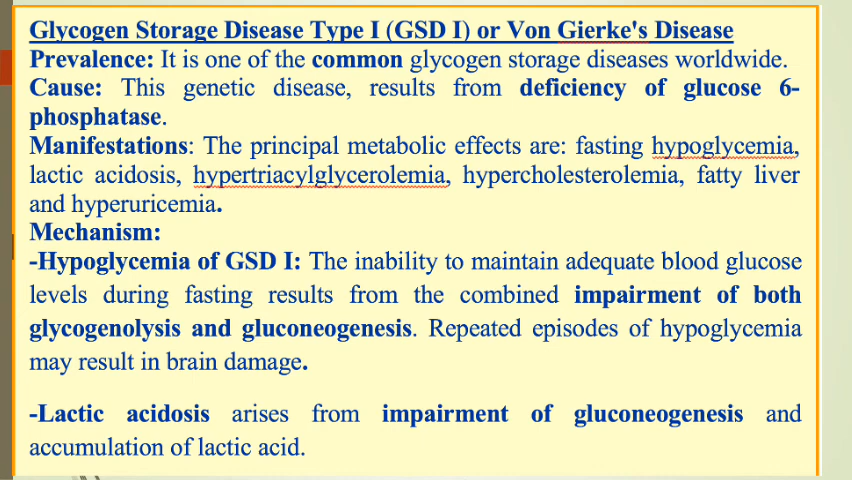 Glycogen Storage Disease Type I (GSD I) or Von Gierke's Disease
Prevalence: It is one of the common glycogen storage diseases worldwide.
Cause: This genetic disease, results from deficiency of glucose 6-
phosphatase.
Manifestations: The principal metabolic effects are: fasting hypoglycemia,
lactic acidosis, hypertriacylglycerolemia, hypercholesterolemia, fatty liver
and hyperuricemia.
Mechanism:
-Hypoglycemia of GSD I: The inability to maintain adequate blood glucose
levels during fasting results from the combined impairment of both
glycogenolysis and gluconeogenesis. Repeated episodes of hypoglycemia
may result in brain damage.
-Lactic acidosis arises from impairment of gluconeogenesis and
accumulation of lactic acid.